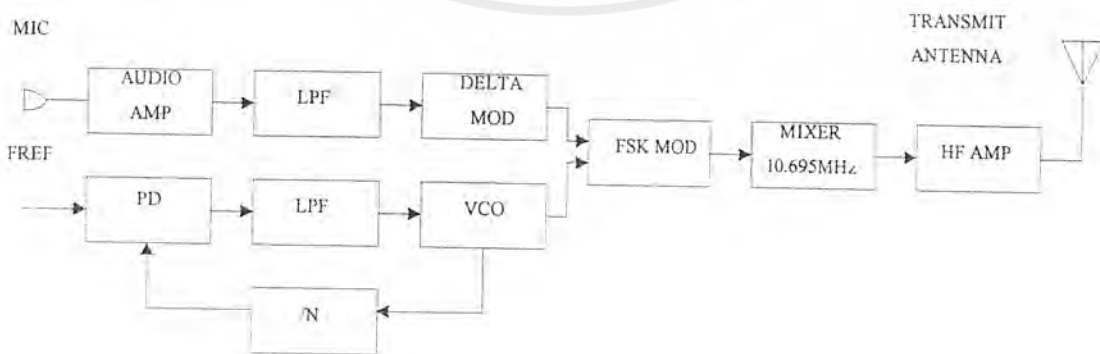 MIC
TRANSMIT
ANTENNA
AUDIO
AMP
LPF
DELTA
MOD
FSK MOD
MIXER
10.695MHz
HF AMP
FREF
PD
LPF
VCO
/N